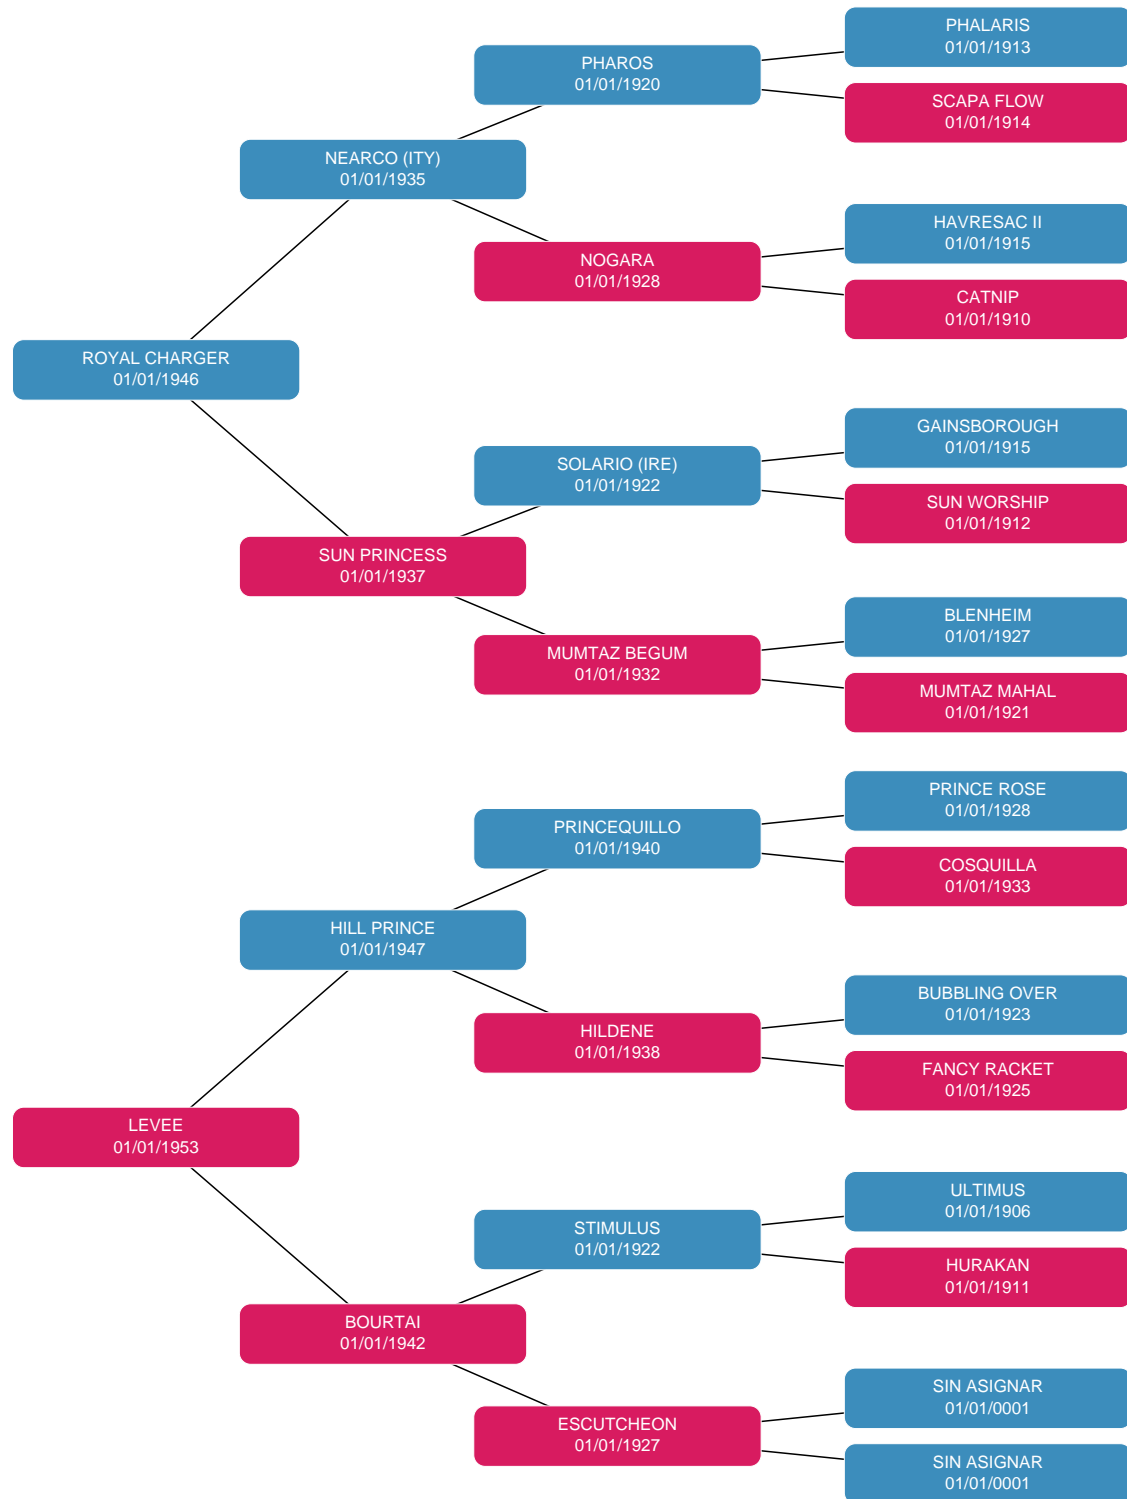 PHALARIS
01/01/1913
PHAROS
01/01/1920
SCAPA FLOW
01/01/1914
NEARCO (ITY)
01/01/1935
HAVRESAC II
01/01/1915
NOGARA
01/01/1928
CATNIP
01/01/1910
ROYAL CHARGER
01/01/1946
GAINSBOROUGH
01/01/1915
SOLARIO (IRE)
01/01/1922
SUN WORSHIP
01/01/1912
SUN PRINCESS
01/01/1937
BLENHEIM
01/01/1927
MUMTAZ BEGUM
01/01/1932
MUMTAZ MAHAL
01/01/1921
PRINCE ROSE
01/01/1928
PRINCEQUILLO
01/01/1940
COSQUILLA
01/01/1933
HILL PRINCE
01/01/1947
BUBBLING OVER
01/01/1923
HILDENE
01/01/1938
FANCY RACKET
01/01/1925
LEVEE
01/01/1953
ULTIMUS
01/01/1906
STIMULUS
01/01/1922
HURAKAN
01/01/1911
BOURTAI
01/01/1942
SIN ASIGNAR
01/01/0001
ESCUTCHEON
01/01/1927
SIN ASIGNAR
01/01/0001